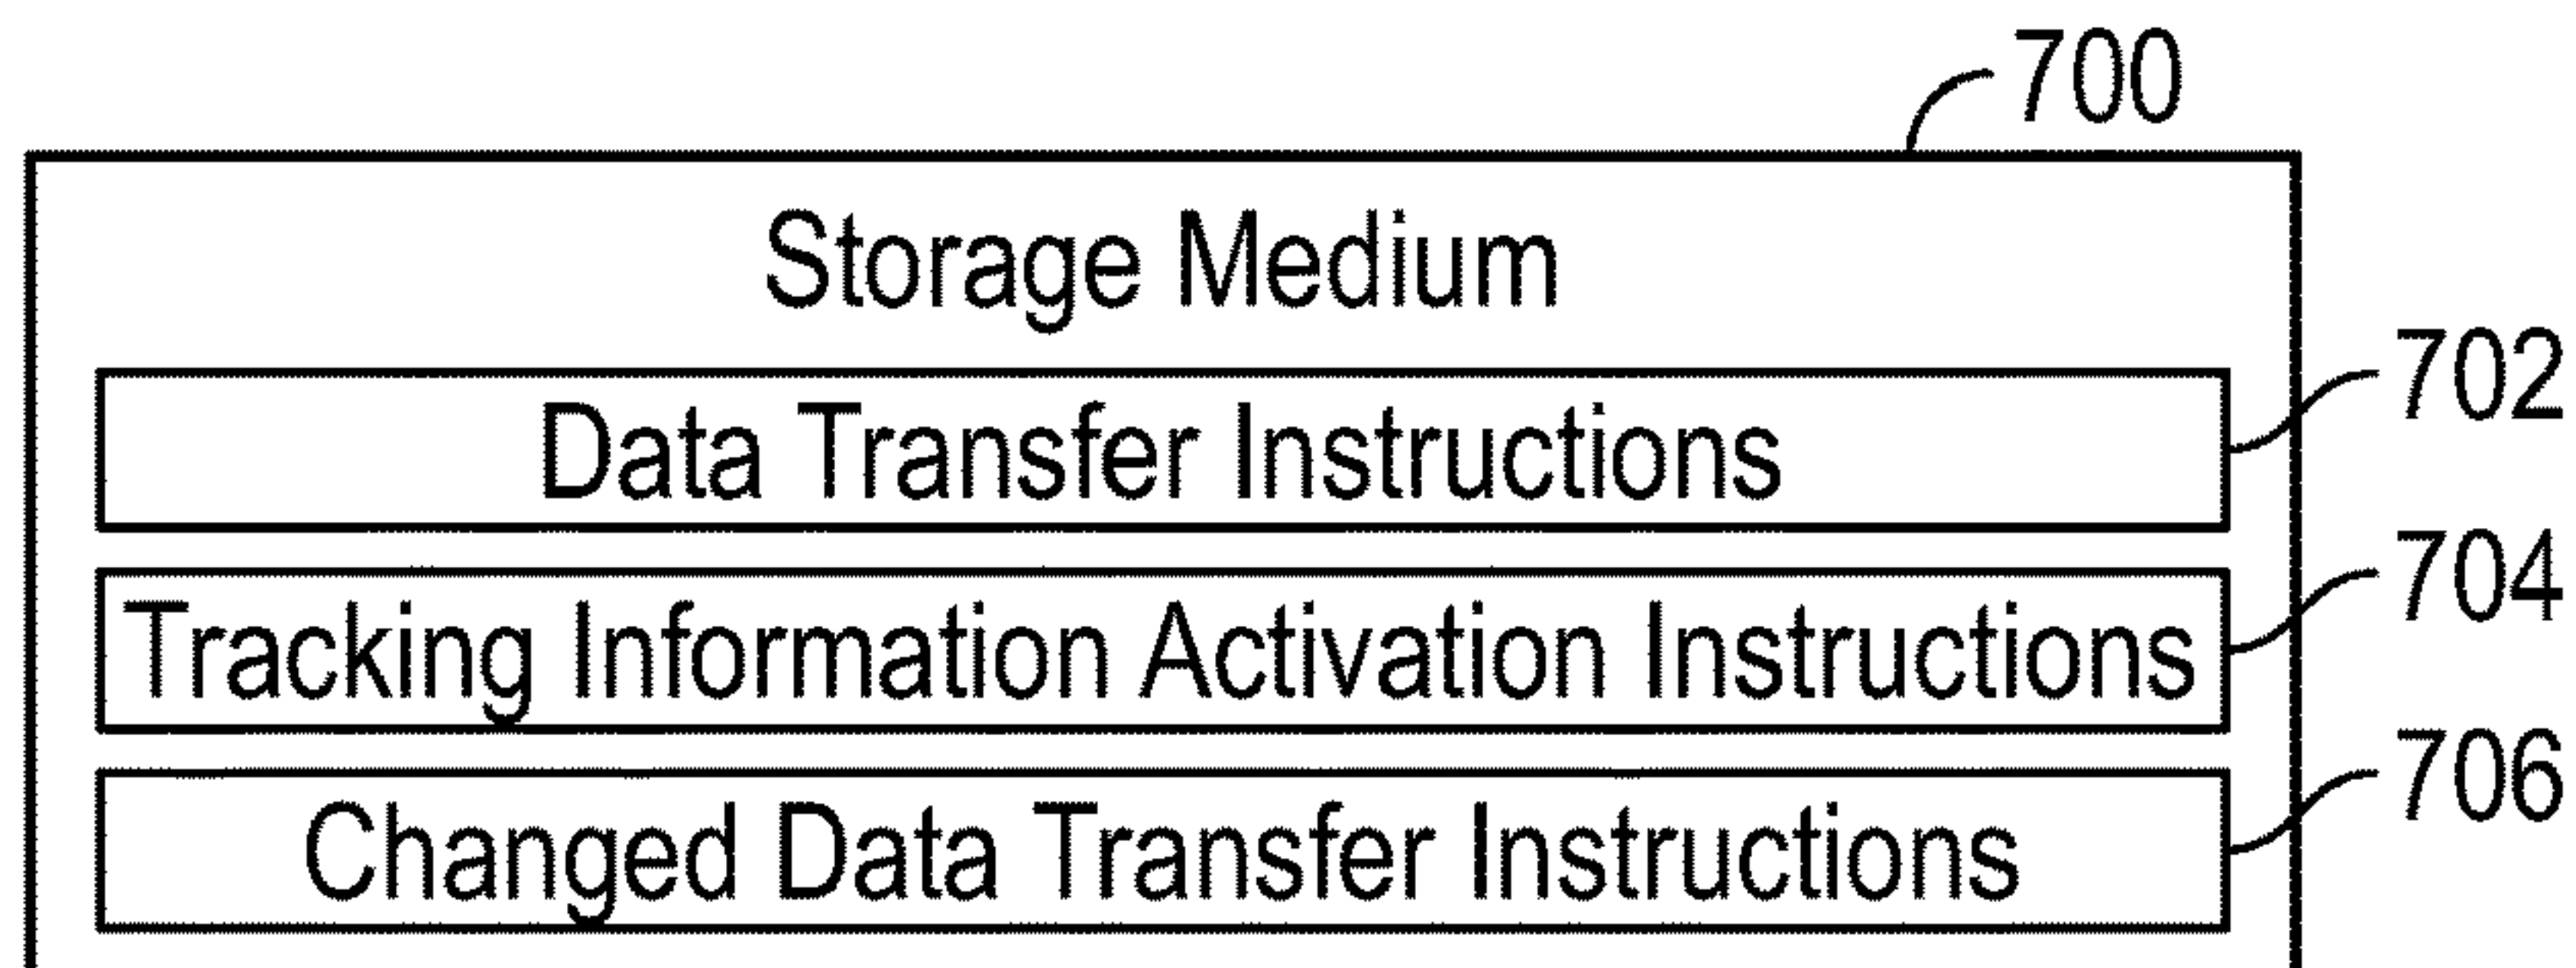 700
Storage Medium
702
Data Transfer Instructions
704
Tracking Information Activation Instructions
706
Changed Data Transfer Instructions